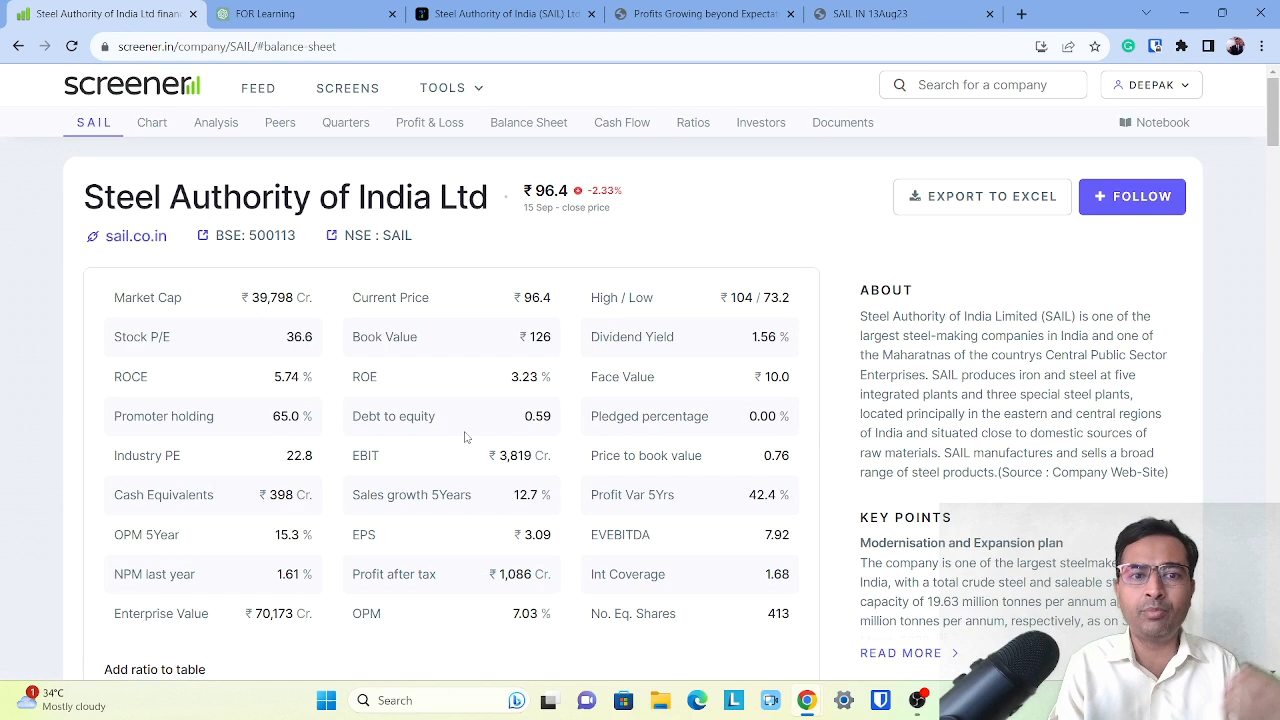 Steel Authority of India Ltd
FOR Learning
Steel Authority India (SAIL) Ltd
Profits Growing beyond Expectat
SAIL IN 13Aug2
screener.in/company/SAIL/#balance-sheet
screener
FEED
SCREENS
TOOLS
Search for a company
DEEPAK
SAIL
Chart
Analysis
Peers
Quarters
Profit & Loss
Balance Sheet
Cash Flow
Ratios
Investors
Documents
Notebook
Steel Authority of India Ltd
₹ 96.4 -2.33%
15 Sep - close price
EXPORT TO EXCEL
+ FOLLOW
sail.co.in
BSE: 500113
NSE : SAIL
Market Cap ₹ 39,798 Cr.
Current Price ₹ 96.4
High / Low ₹ 104 / 73.2
Stock P/E 36.6
Book Value ₹ 126
Dividend Yield 1.56 %
ROCE 5.74 %
ROE 3.23 %
Face Value ₹ 10.0
Promoter holding 65.0 %
Debt to equity 0.59
Pledged percentage 0.00 %
Industry PE 22.6
EBIT ₹ 3,819 Cr.
Price to book value 0.76
Cash Equivalents ₹ 398 Cr.
Sales growth 5Years 12.7 %
Profit Var 5Yrs 42.4 %
OPM 5Year 15.3 %
EPS ₹ 3.09
EVEBITDA 7.92
NPM last year 1.61 %
Profit after tax ₹ 1,086 Cr.
Int Coverage 1.68
Enterprise Value ₹ 70,173 Cr.
OPM 7.03 %
No. Eq. Shares 413
Add ratio to table
ABOUT
Steel Authority of India Limited (SAIL) is one of the
largest steel-making companies in India and one of
the Maharatnas of the countrys Central Public Sector
Enterprises. SAIL produces iron and steel at five
integrated plants and three special steel plants,
located principally in the eastern and central regions
of India and situated close to domestic sources of
raw materials. SAIL manufactures and sells a broad
range of steel products.(Source : Company Web-Site)
KEY POINTS
Modernisation and Expansion plan
The company is one of the largest steelmake
India, with a total crude steel and saleable s
capacity of 19.63 million tonnes per annum a
million tonnes per annum, respectively, as on
READ MORE
1
34°C
Mostly cloudy
Search